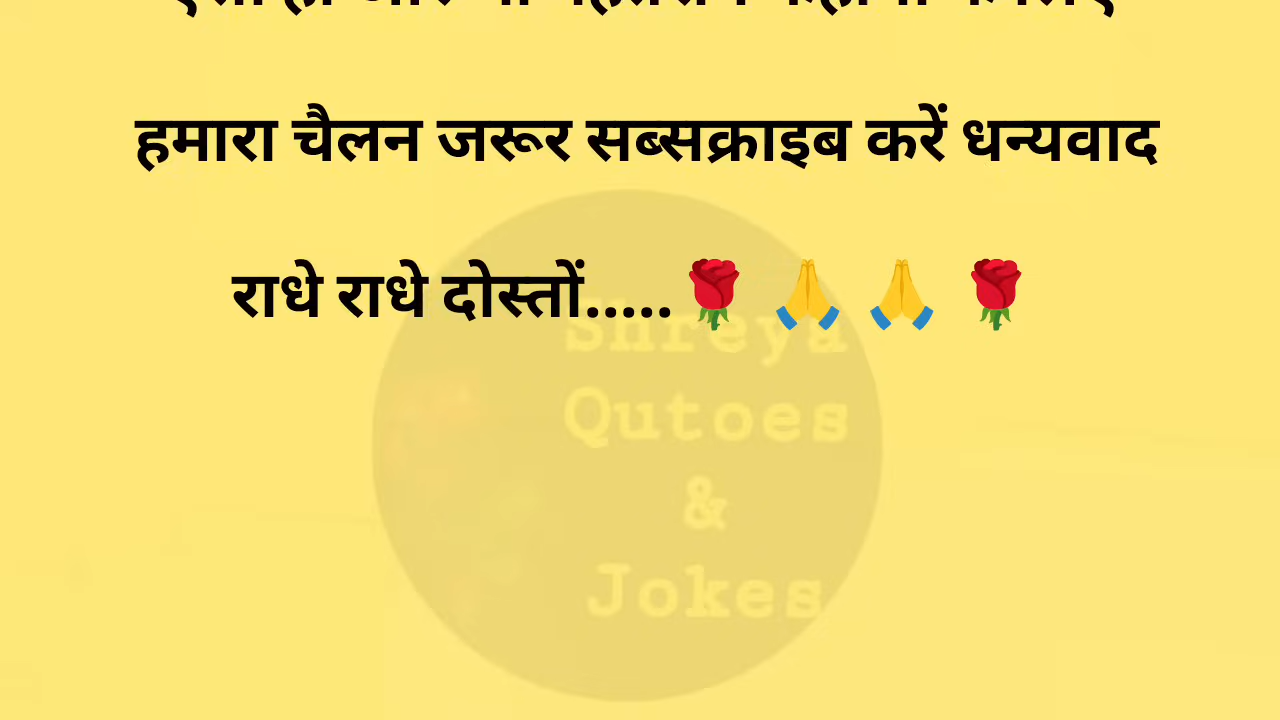 हमारा चैलन जरूर सब्सक्राइब करें धन्यवाद
राधे राधे दोस्तों.....🌹 🙏 🙏 🌹
Shreya
Qutoes
&
Jokes